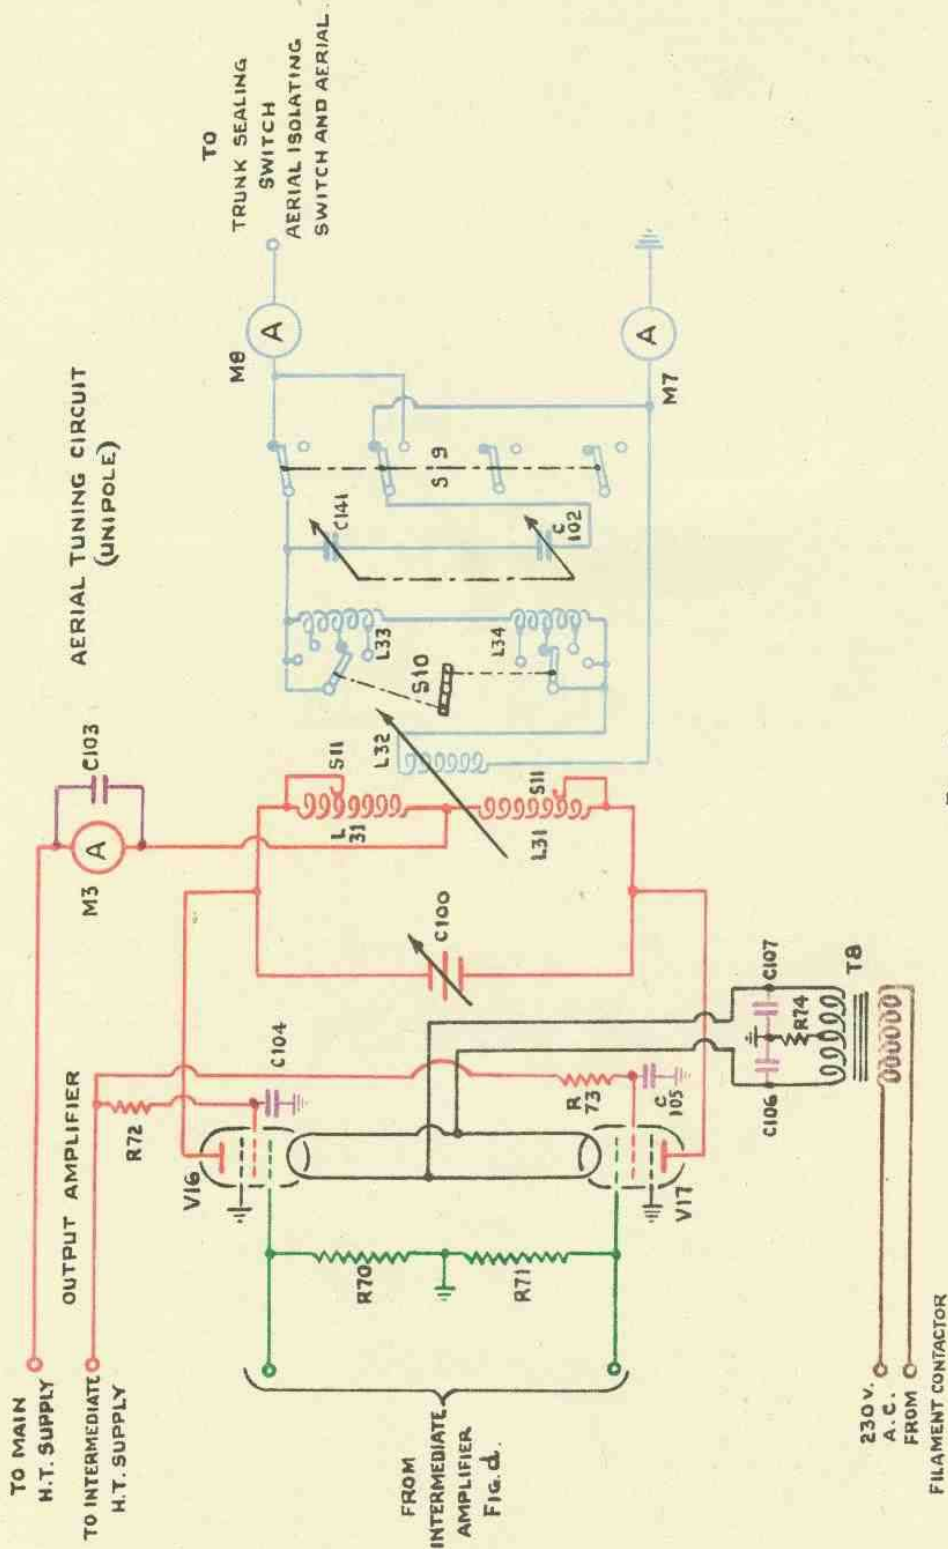 TO MAIN
H.T. SUPPLY
TO INTERMEDIATE
H.T. SUPPLY
OUTPUT AMPLIFIER
AERIAL TUNING CIRCUIT
(UNIPOLE)
TO
TRUNK SEALING
SWITCH
AERIAL ISOLATING
SWITCH AND AERIAL.
FROM
INTERMEDIATE
AMPLIFIER
FIG. d.
230 V.
A.C.
FROM
FILAMENT CONTACTOR
R70
R71
V16
V17
R72
C104
R
73
C
105
C106
R74
C107
T8
C100
M3
A
C103
L
31
S11
L31
S11
L32
S10
L33
L34
C141
C
102
S19
M8
A
M7
A